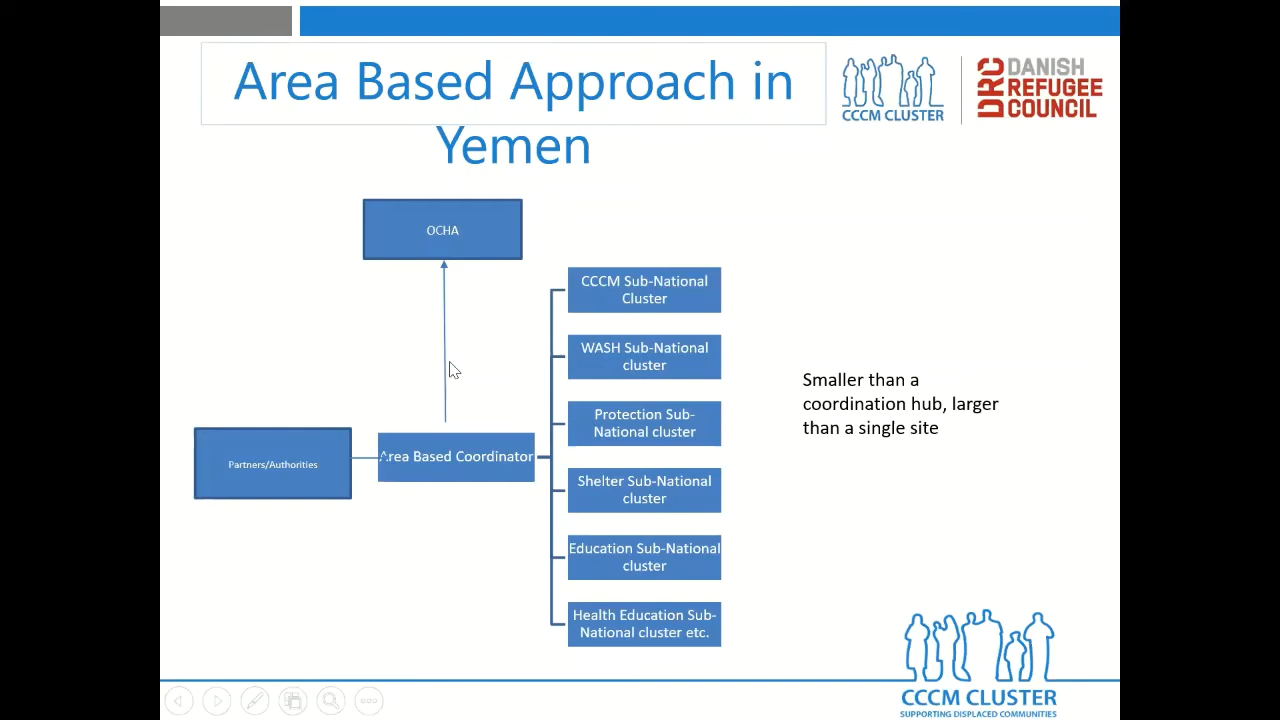 Area Based Approach in
Yemen
CCCM CLUSTER
DRC DANISH
REFUGEE
COUNCIL
OCHA
CCCM Sub-National
Cluster
WASH Sub-National
cluster
Protection Sub-
National cluster
Shelter Sub-National
cluster
Education Sub-National
cluster
Health Education Sub-
National cluster etc.
Partners/Authorities
Area Based Coordinator
Smaller than a
coordination hub, larger
than a single site
CCCM CLUSTER
SUPPORTING DISPLACED COMMUNITIES